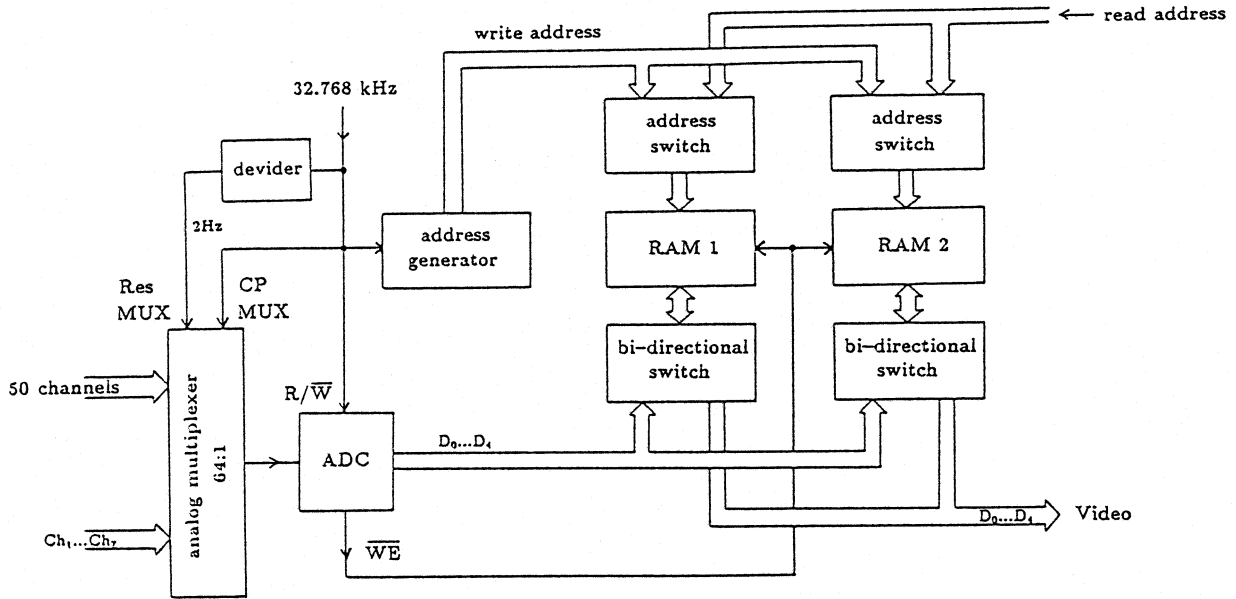 read address
write address
32.768 kHz
address
switch
address
switch
devider
2Hz
address
generator
RAM 1
RAM 2
Res
MUX
CP
MUX
bi-directional
switch
bi-directional
switch
50 channels
R/W̅
analog multiplexer
64:1
ADC
D₀...D₄
Ch₁...Ch₇
W̅E̅
D₀...D₄
Video